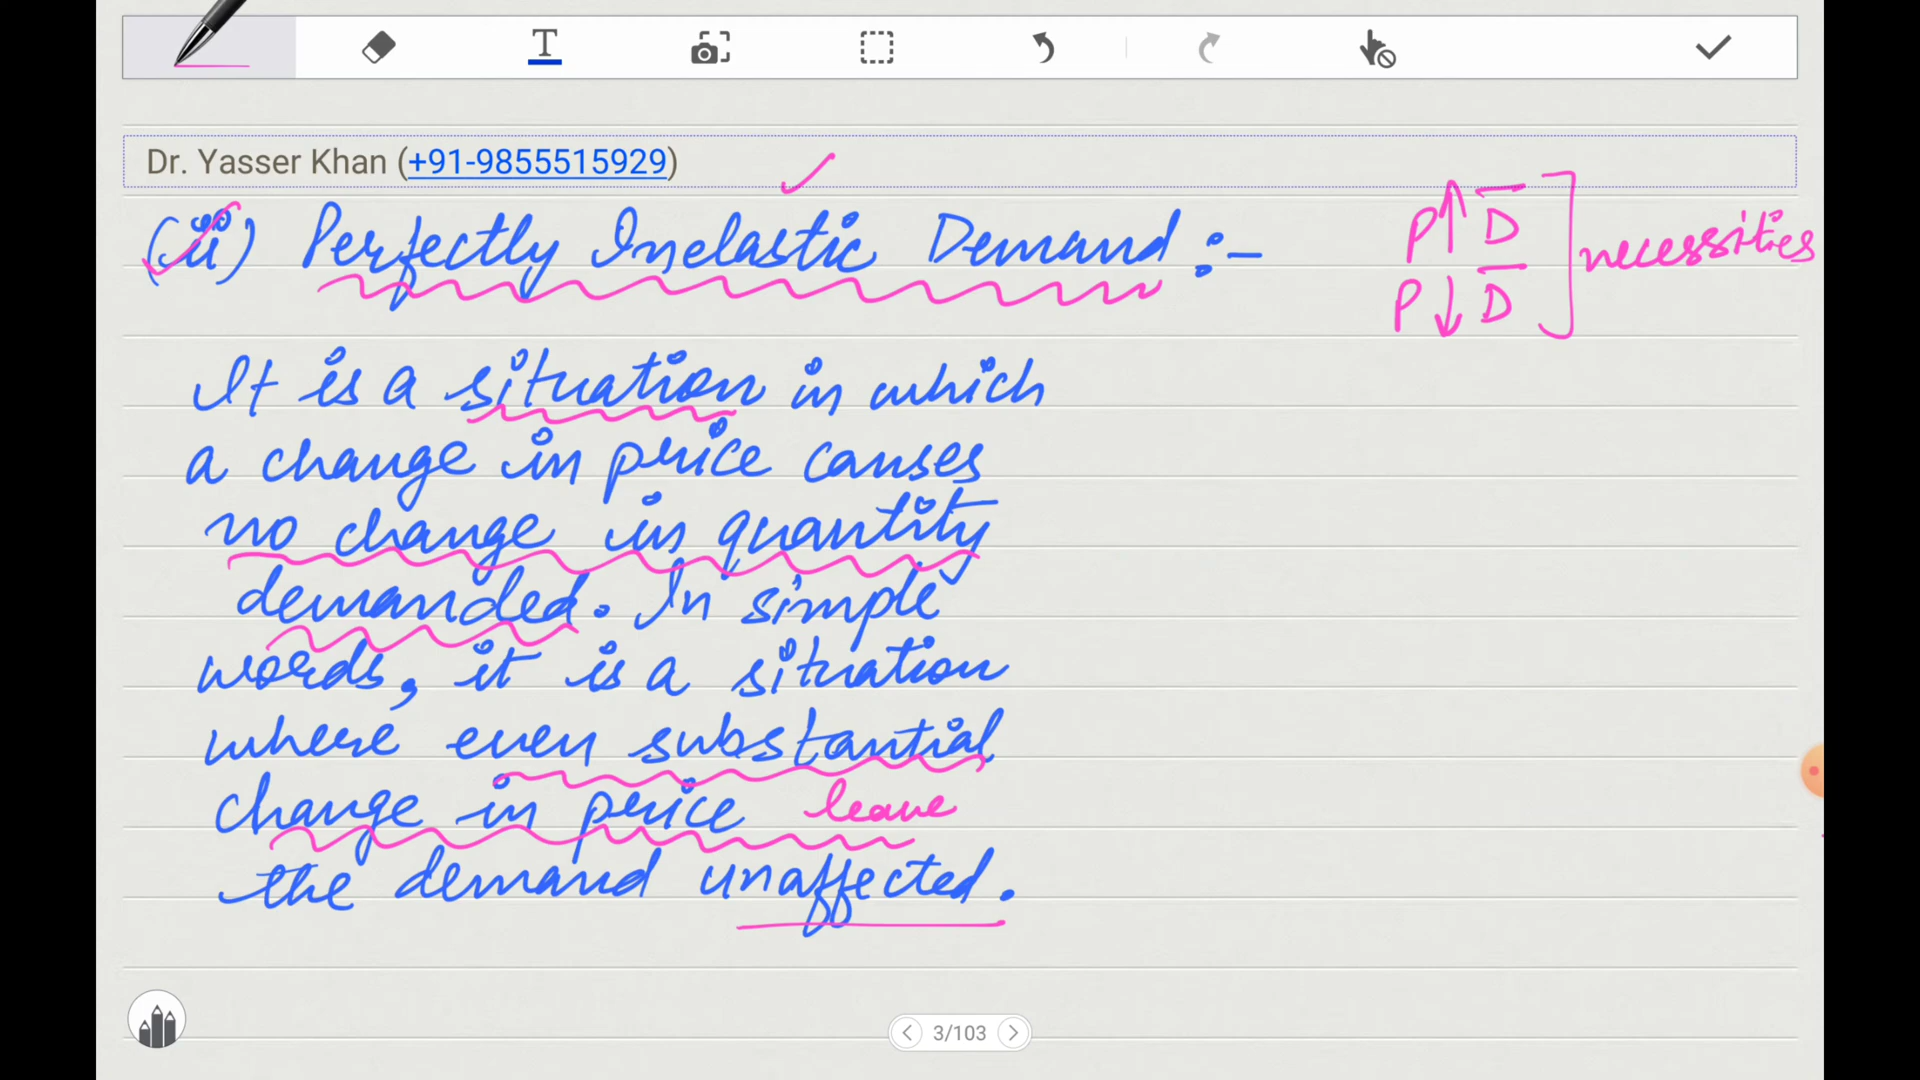 T
Dr. Yasser Khan (+91-9855515929)
(ii) Perfectly Inelastic Demand :-
P↑ D
P↓ D
necessities
It is a situation in which
a change in price causes
no change in quantity
demanded. In simple
words, it is a situation
where even substantial
change in price leave
the demand unaffected.
3/103